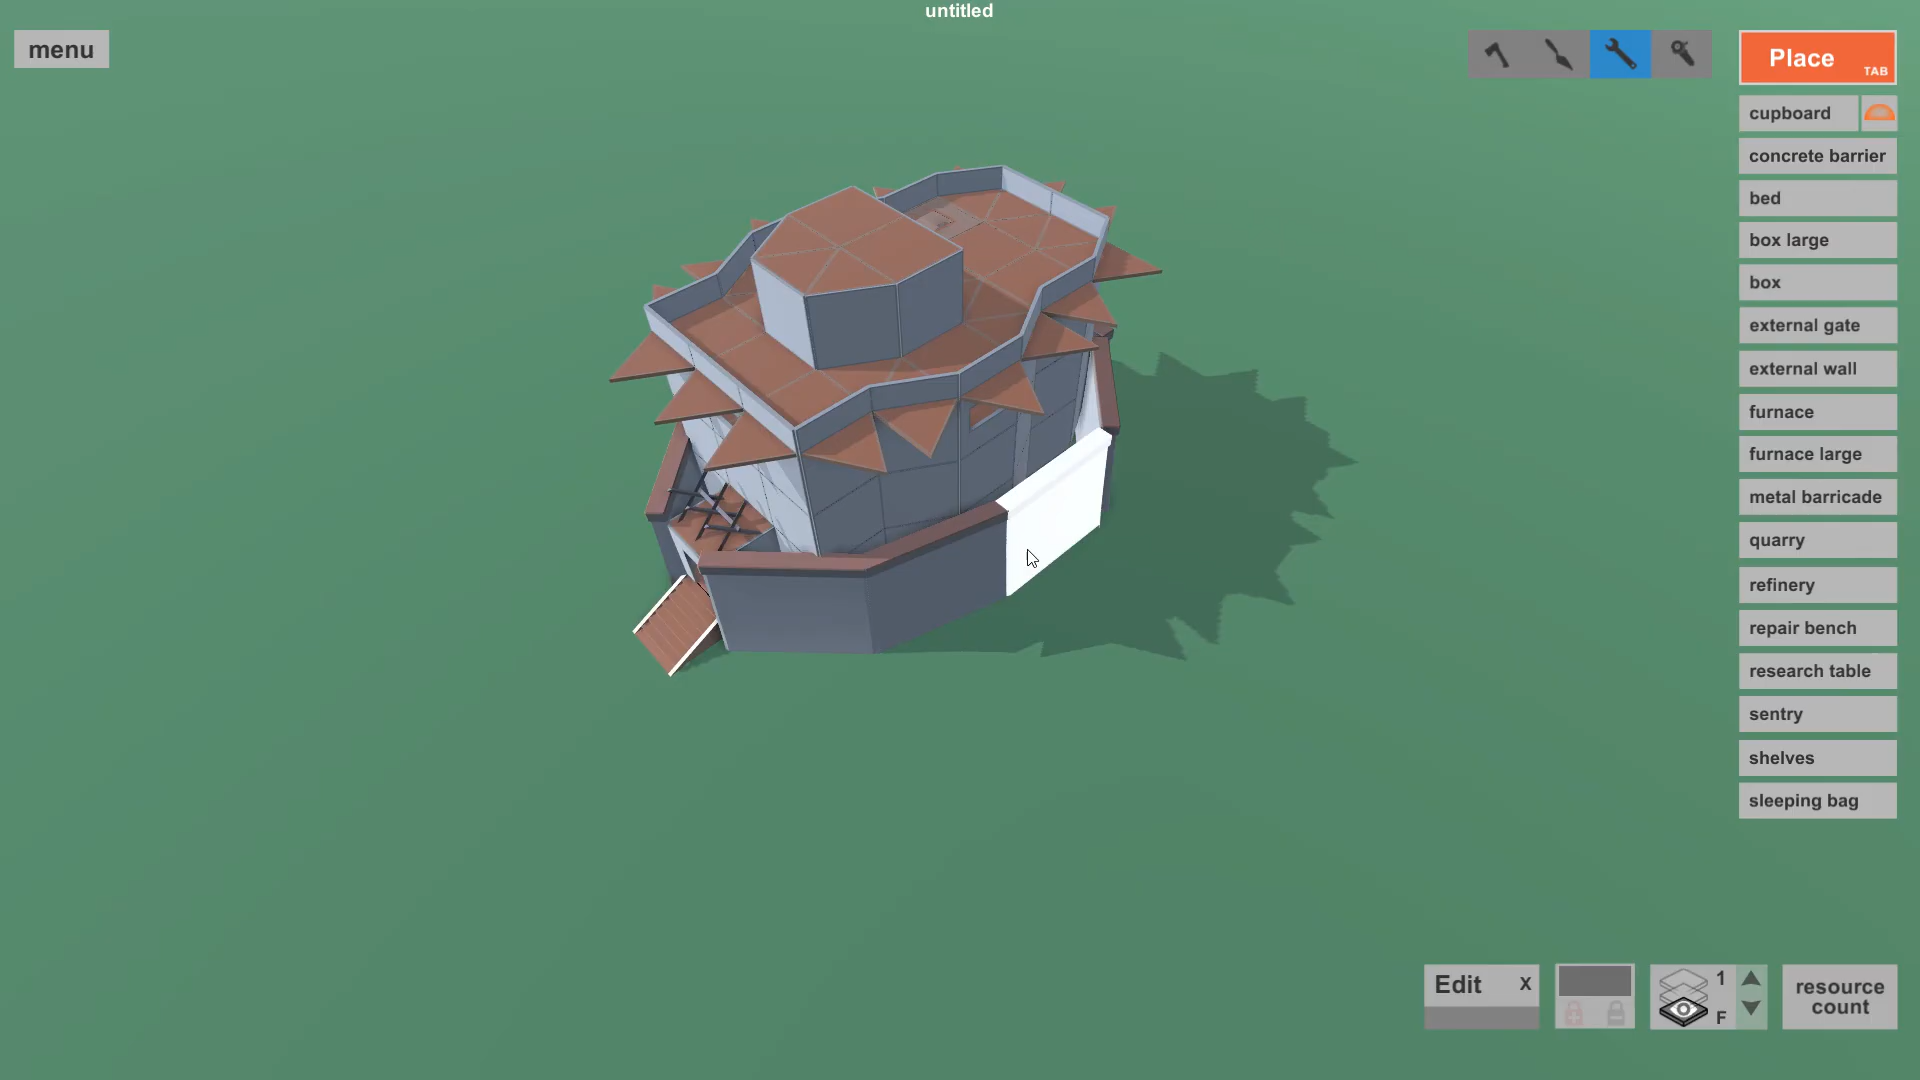 untitled
menu
Place
TAB
cupboard
concrete barrier
bed
box large
box
external gate
external wall
furnace
furnace large
metal barricade
quarry
refinery
repair bench
research table
sentry
shelves
sleeping bag
Edit X
1
F
resource
count